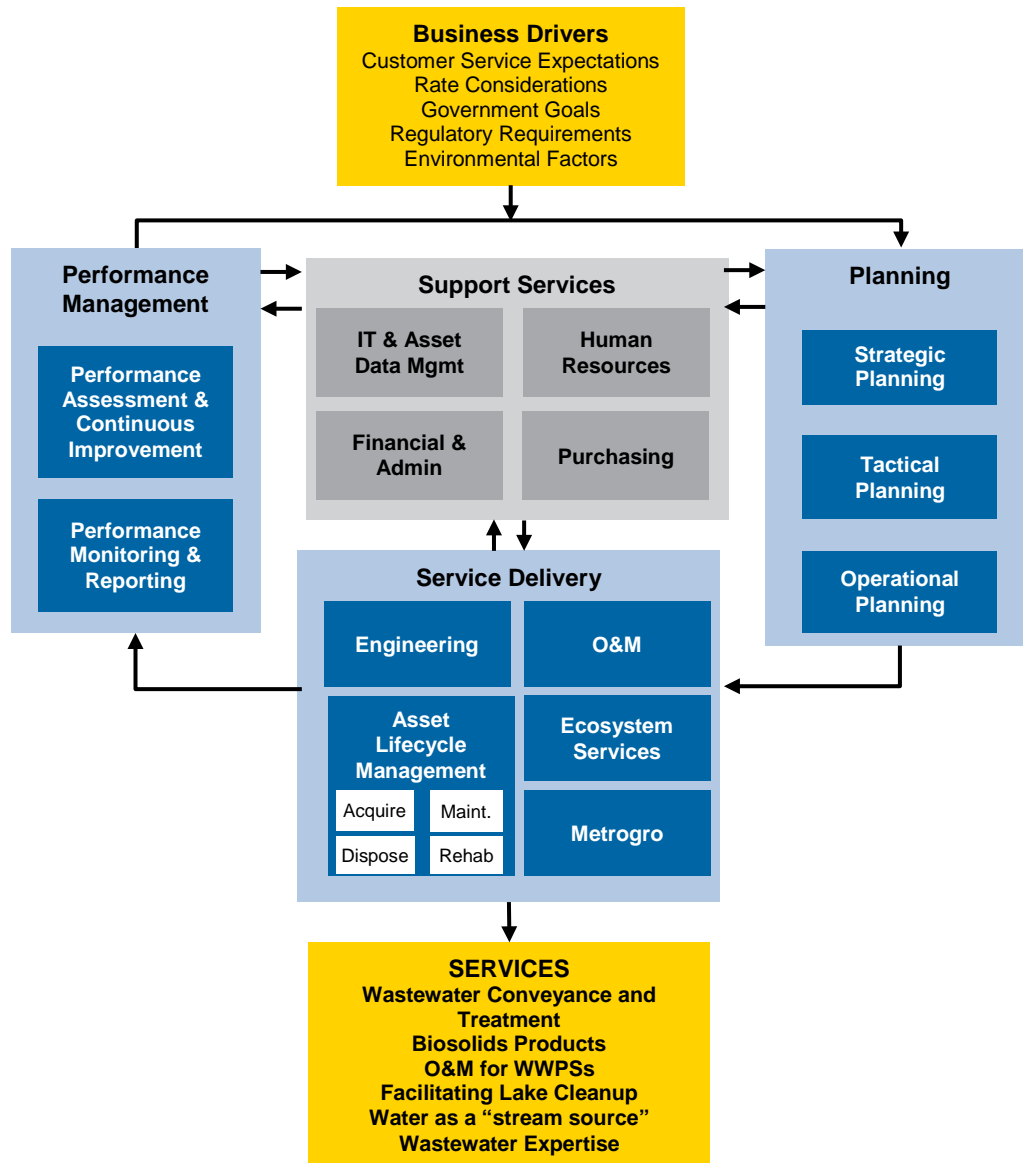 Business Drivers
Customer Service Expectations
Rate Considerations
Government Goals
Regulatory Requirements
Environmental Factors
Performance
Management
Performance
Assessment &
Continuous
Improvement
Performance
Monitoring &
Reporting
Support Services
IT & Asset
Data Mgmt
Human
Resources
Financial &
Admin
Purchasing
Planning
Strategic
Planning
Tactical
Planning
Operational
Planning
Service Delivery
Engineering
O&M
Asset
Lifecycle
Management
Acquire
Maint.
Dispose
Rehab
Ecosystem
Services
Metrogro
SERVICES
Wastewater Conveyance and
Treatment
Biosolids Products
O&M for WWPSs
Facilitating Lake Cleanup
Water as a “stream source”
Wastewater Expertise